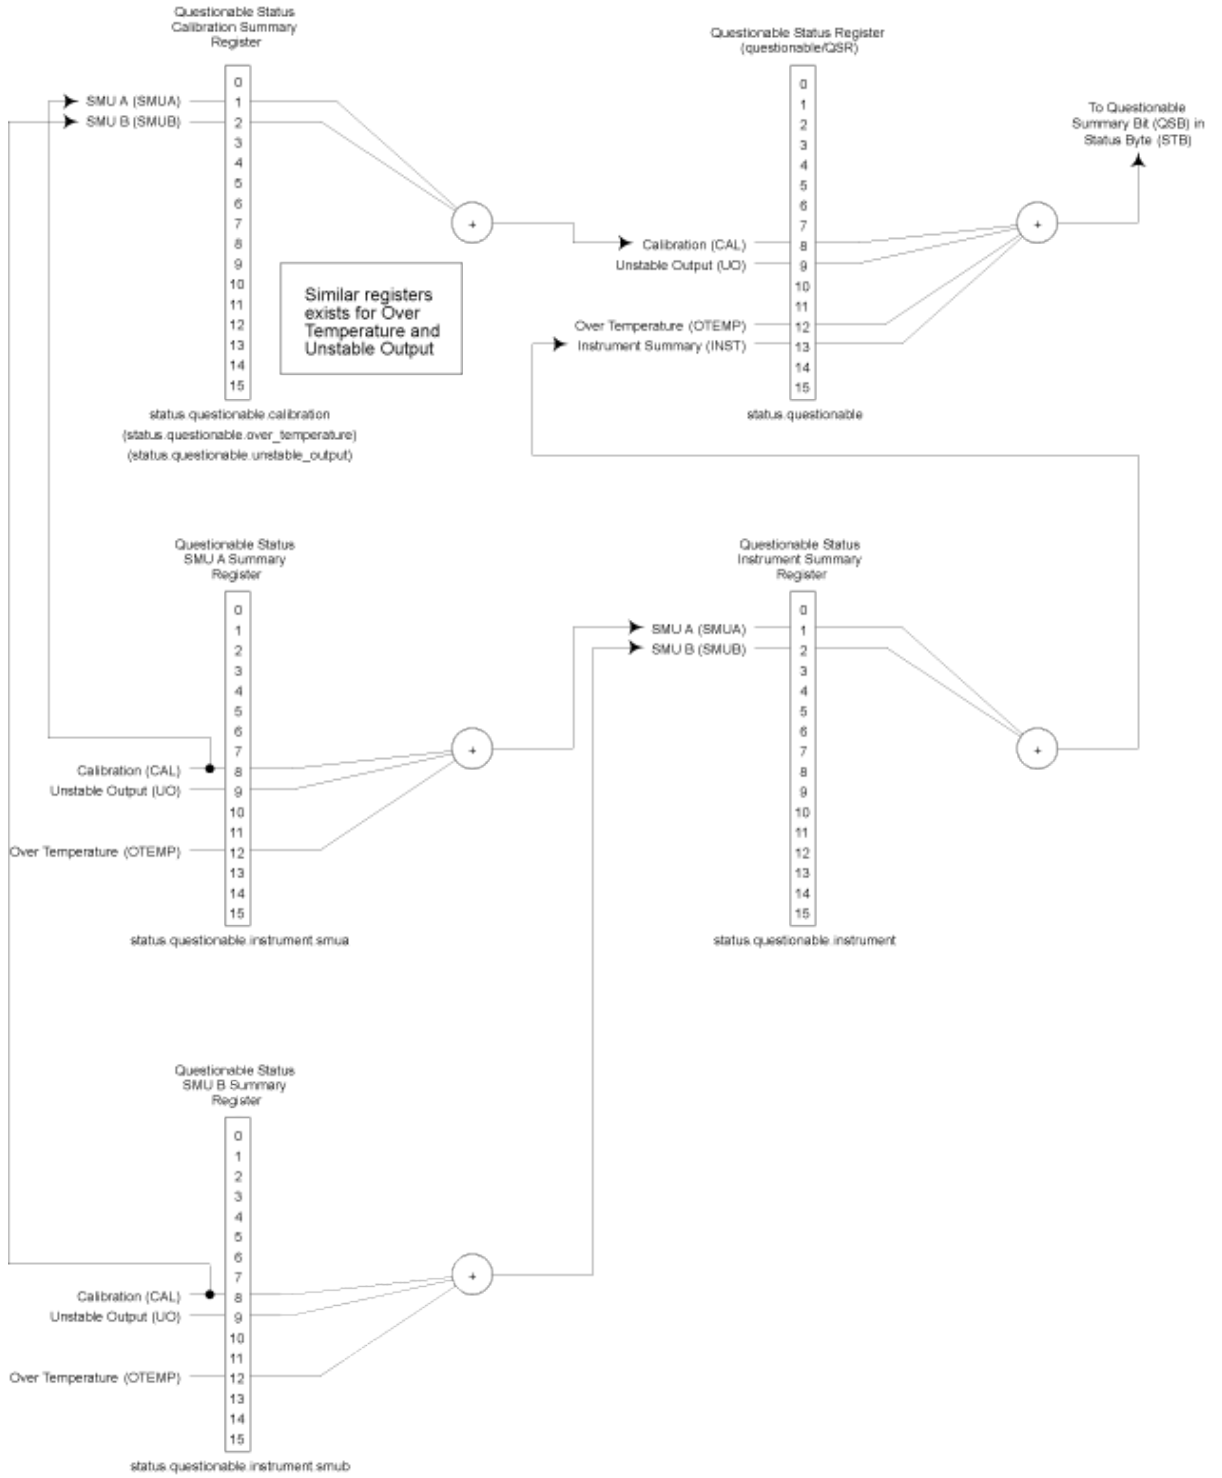 Questionable Status
Calibration Summary
Register
0
SMU A (SMUA) 1
SMU B (SMUB) 2
3
4
5
6
7
8
9
10
11
12
13
14
15
+
Similar registers
exists for Over
Temperature and
Unstable Output
status.questionable.calibration
(status.questionable.over_temperature)
(status.questionable.unstable_output)
Questionable Status Register
(questionable/QSR)
0
1
2
3
4
5
6
7
Calibration (CAL) 8
Unstable Output (UO) 9
10
11
Over Temperature (OTEMP) 12
Instrument Summary (INST) 13
14
15
+
status.questionable
To Questionable
Summary Bit (QSB) in
Status Byte (STB)
Questionable Status
SMU A Summary
Register
0
1
2
3
4
5
6
7
Calibration (CAL) 8
Unstable Output (UO) 9
10
11
Over Temperature (OTEMP) 12
13
14
15
+
status.questionable.instrument.smua
Questionable Status
Instrument Summary
Register
0
SMU A (SMUA) 1
SMU B (SMUB) 2
3
4
5
6
7
8
9
10
11
12
13
14
15
+
status.questionable.instrument
Questionable Status
SMU B Summary
Register
0
1
2
3
4
5
6
7
Calibration (CAL) 8
Unstable Output (UO) 9
10
11
Over Temperature (OTEMP) 12
13
14
15
+
status.questionable.instrument.smub